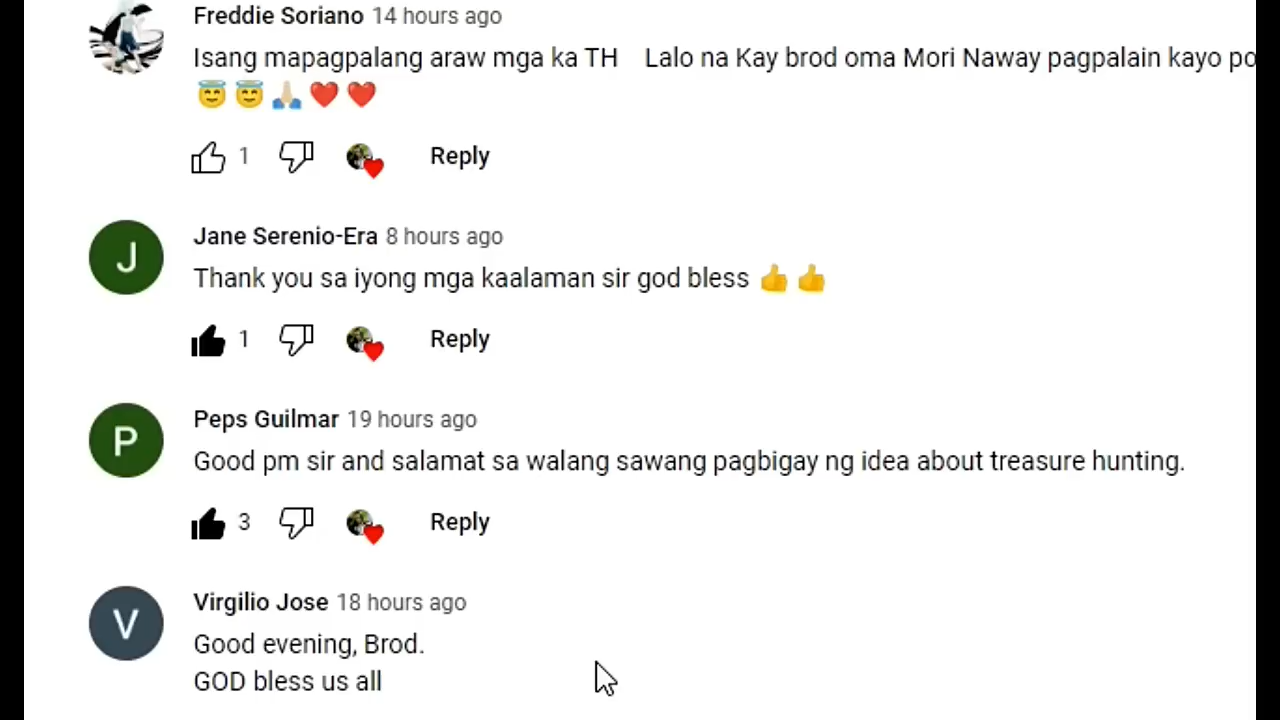 Freddie Soriano 14 hours ago
Isang mapagpalang araw mga ka TH Lalo na Kay brod oma Mori Naway pagpalain kayo po
😇 😇 🙏🏼 ❤️ ❤️
1 Reply
J
Jane Serenio-Era 8 hours ago
Thank you sa iyong mga kaalaman sir god bless 👍 👍
1 Reply
P
Peps Guilmar 19 hours ago
Good pm sir and salamat sa walang sawang pagbigay ng idea about treasure hunting.
3 Reply
V
Virgilio Jose 18 hours ago
Good evening, Brod.
GOD bless us all